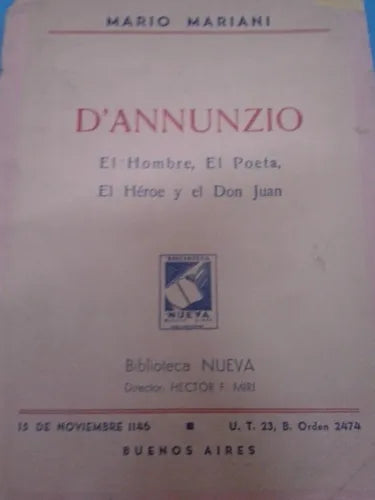 MARIO MARIANI
D'ANNUNZIO
El Hombre, El Poeta,
El Héroe y el Don Juan
BIBLIOTECA
NUEVA
Biblioteca NUEVA
Director: HECTOR F. MIRI
15 DE NOVIEMBRE 1146 ■ U. T. 23, B. Orden 2474
BUENOS AIRES